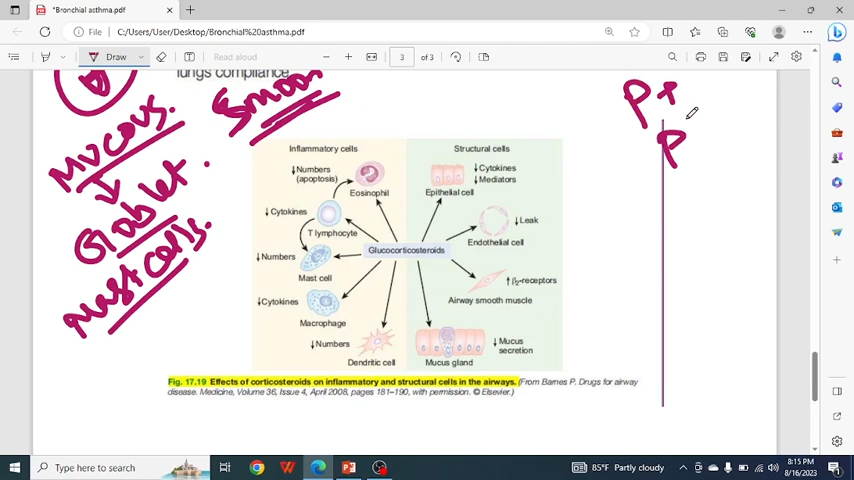 *Bronchial asthma.pdf
File
C:/Users/User/Desktop/Bronchial%20asthma.pdf
Draw
Read aloud
3
of 3
lungs compliance
Mucous.
Goblet
Mast cells.
Smooth
P+
P
Inflammatory cells
Structural cells
↓Numbers
(apoptosis)
Eosinophil
↓Cytokines
↓Mediators
Epithelial cell
↓Cytokines
T lymphocyte
↓Leak
Endothelial cell
Glucocorticosteroids
↓Numbers
Mast cell
↑β2-receptors
Airway smooth muscle
↓Cytokines
Macrophage
↓Numbers
Dendritic cell
↓Mucus
secretion
Mucus gland
Fig. 17.19 Effects of corticosteroids on inflammatory and structural cells in the airways. (From Barnes P. Drugs for airway
disease. Medicine, Volume 36, Issue 4, April 2008, pages 181–190, with permission. © Elsevier.)
Type here to search
85°F Partly cloudy
8:15 PM
8/16/2023